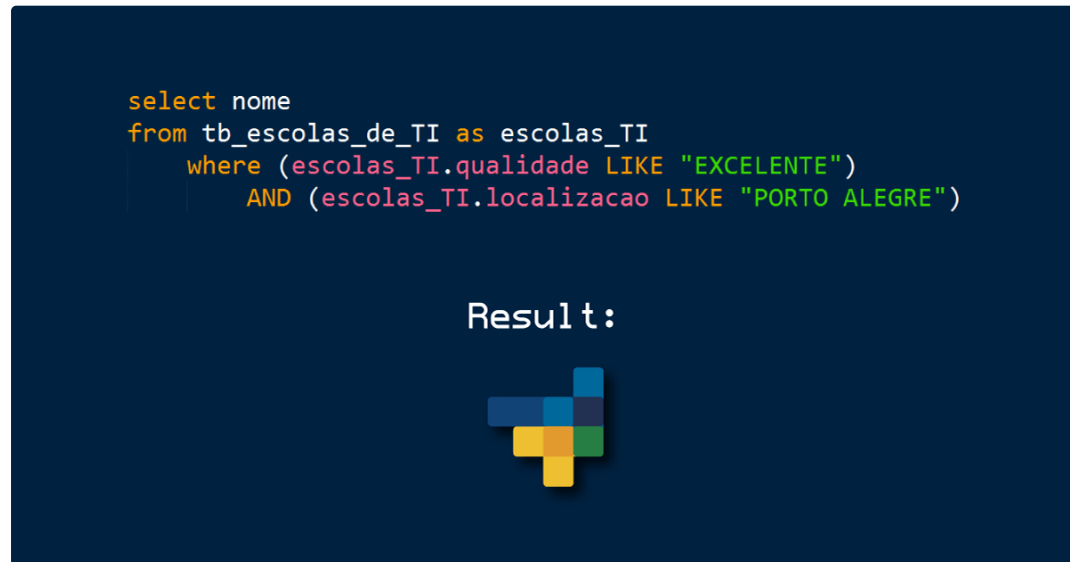 select nome
from tb_escolas_de_TI as escolas_TI
where (escolas_TI.qualidade LIKE "EXCELENTE")
AND (escolas_TI.localizacao LIKE "PORTO ALEGRE")
Result: